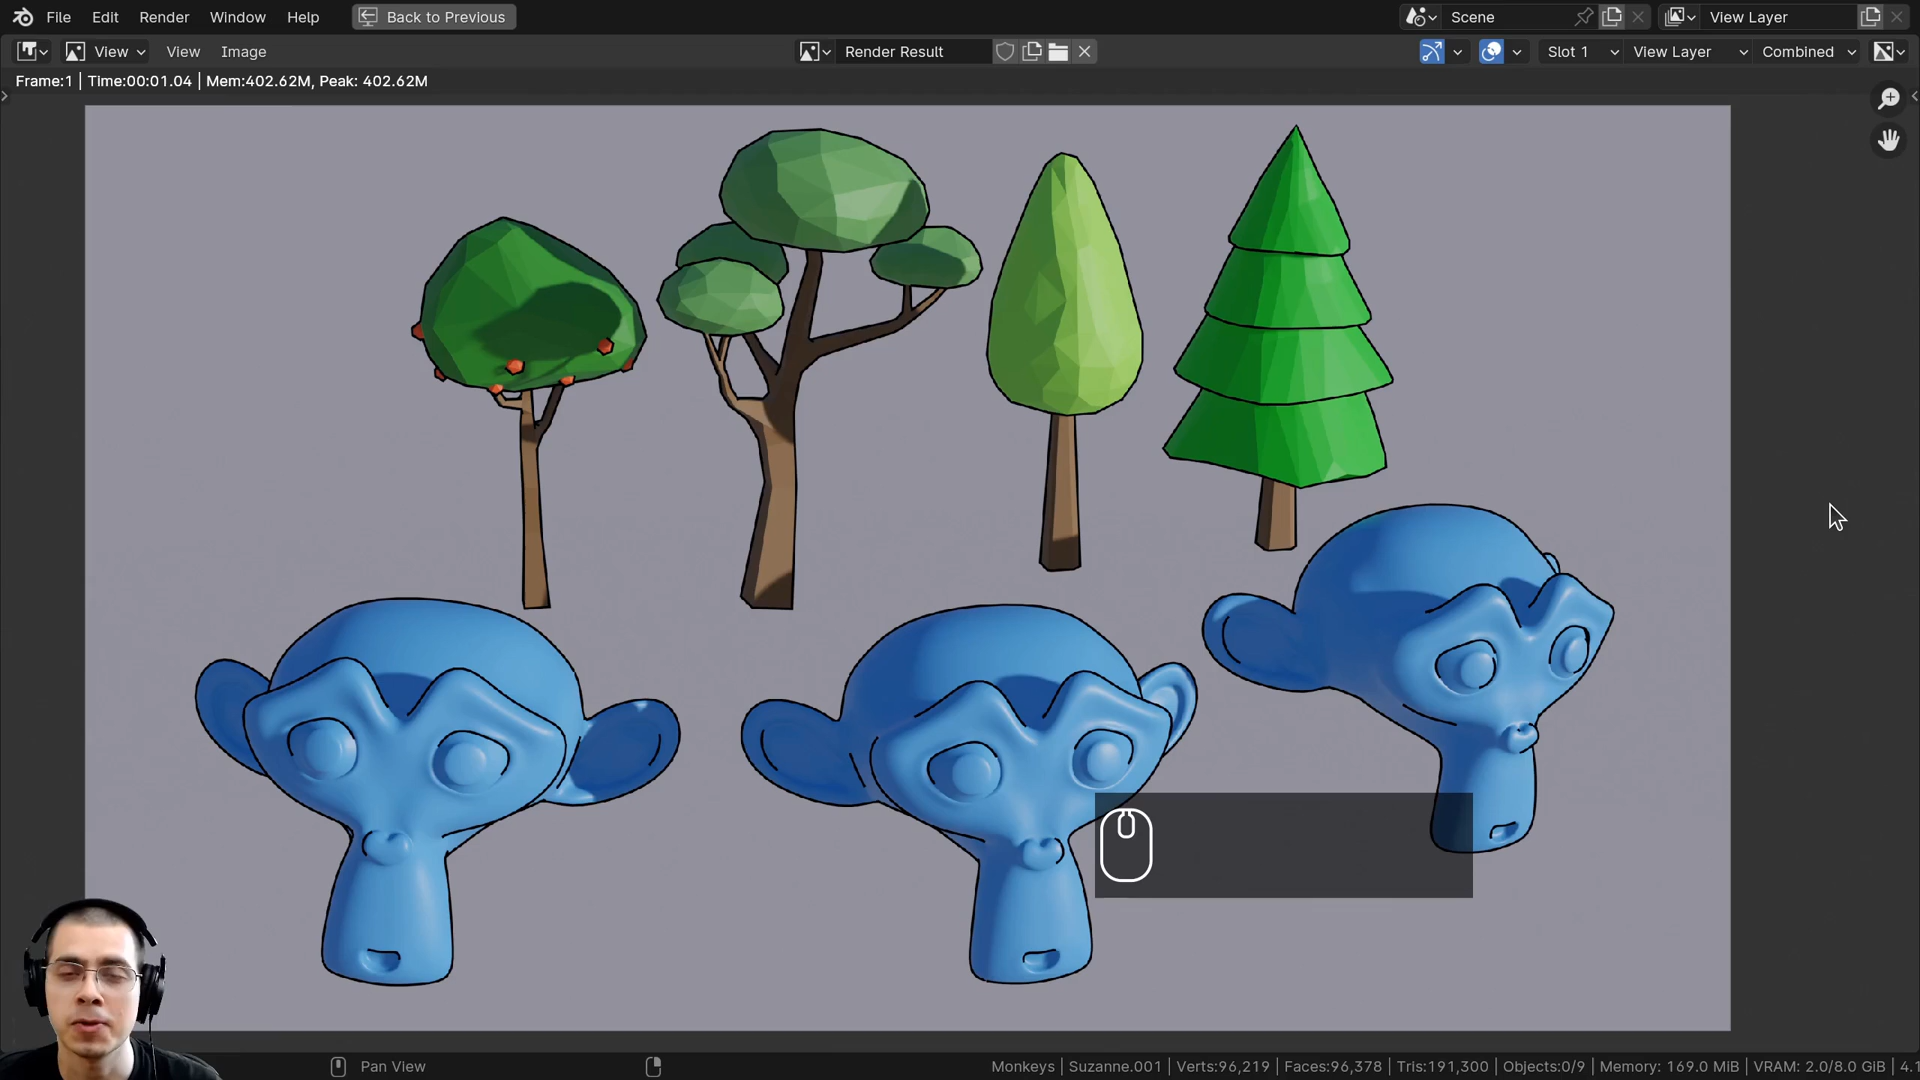 File Edit Render Window Help Back to Previous Scene View Layer
View View Image Render Result Slot 1 View Layer Combined
Frame:1 | Time:00:01.04 | Mem:402.62M, Peak: 402.62M
Pan View Monkeys | Suzanne.001 | Verts:96,219 | Faces:96,378 | Tris:191,300 | Objects:0/9 | Memory: 169.0 MiB | VRAM: 2.0/8.0 GiB | 4.1